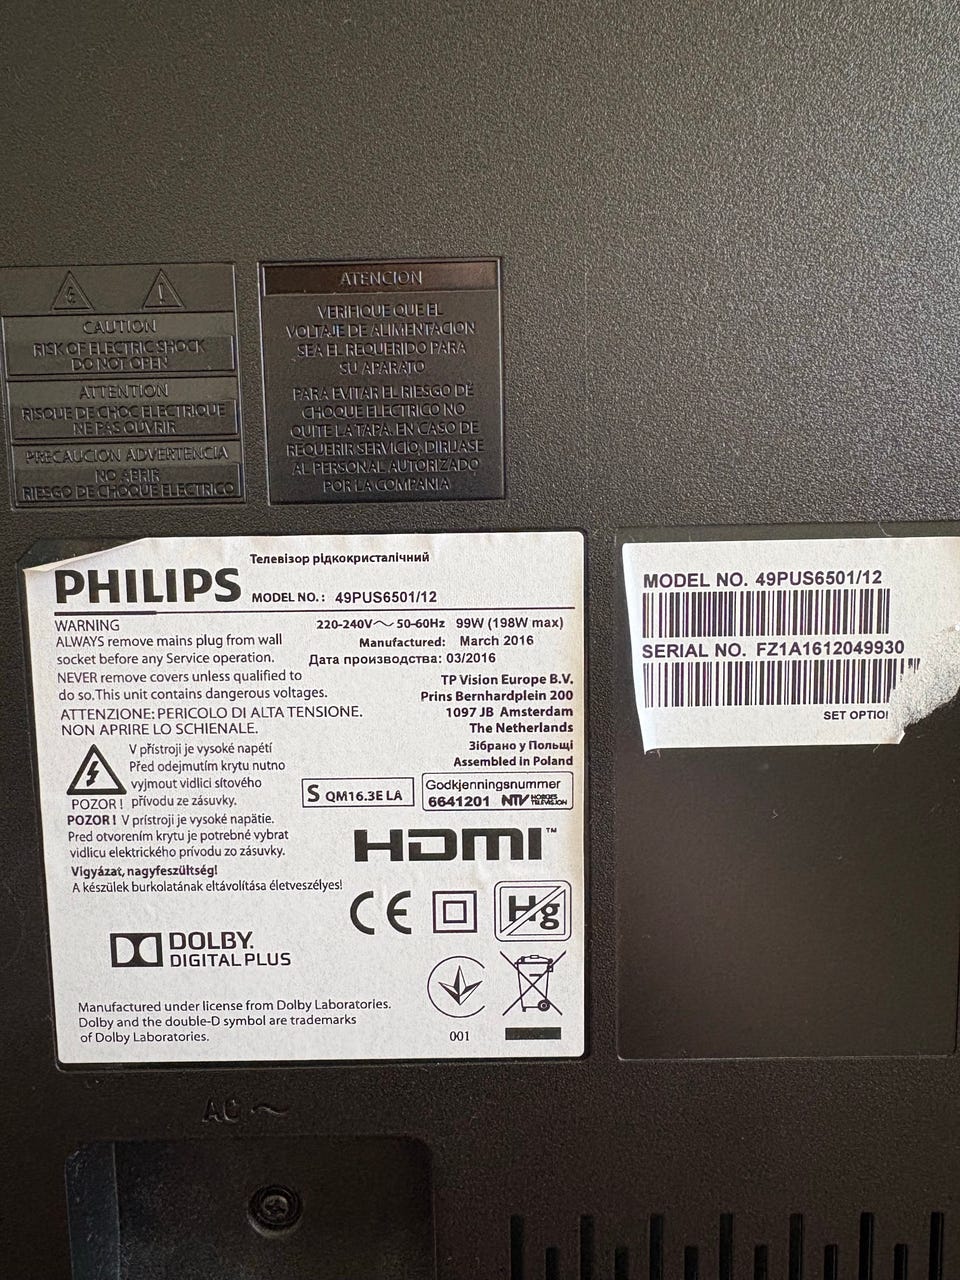 CAUTION
RISK OF ELECTRIC SHOCK
DO NOT OPEN
ATTENTION
RISQUE DE CHOC ELECTRIQUE
NE PAS OUVRIR
PRECAUCION ADVERTENCIA
NO ABRIR
RIESGO DE CHOQUE ELECTRICO
ATENCION
VERIFIQUE QUE EL
VOLTAJE DE ALIMENTACION
SEA EL REQUERIDO PARA
SU APARATO
PARA EVITAR EL RIESGO DE
CHOQUE ELECTRICO NO
QUITE LA TAPA. EN CASO DE
REQUERIR SERVICIO, DIRIJASE
AL PERSONAL AUTORIZADO
POR LA COMPANIA
Телевізор рідкокристалічний
PHILIPS MODEL NO.: 49PUS6501/12
WARNING
ALWAYS remove mains plug from wall
socket before any Service operation.
NEVER remove covers unless qualified to
do so.This unit contains dangerous voltages.
ATTENZIONE: PERICOLO DI ALTA TENSIONE.
NON APRIRE LO SCHIENALE.
V přístroji je vysoké napětí
Před odejmutím krytu nutno
vyjmout vidlici síťového
POZOR ! přívodu ze zásuvky.
POZOR ! V prístroji je vysoké napätie.
Pred otvorením krytu je potrebné vybrat
vidlicu elektrického prívodu zo zásuvky.
Vigyázat, nagyfeszültség!
A készülek burkolatának eltávolítása életveszélyes!
220-240V～ 50-60Hz 99W (198W max)
Manufactured: March 2016
Дата производства: 03/2016
TP Vision Europe B.V.
Prins Bernhardplein 200
1097 JB Amsterdam
The Netherlands
Зібрано у Польщі
Assembled in Poland
S QM16.3E LA
Godkjenningsnummer
6641201 NTV NORGES TELEVISJON
HDMI™
CE
Hg
DOLBY.
DIGITAL PLUS
Manufactured under license from Dolby Laboratories.
Dolby and the double-D symbol are trademarks
of Dolby Laboratories.
001
MODEL NO. 49PUS6501/12
SERIAL NO. FZ1A1612049930
SET OPTIO
AC ～